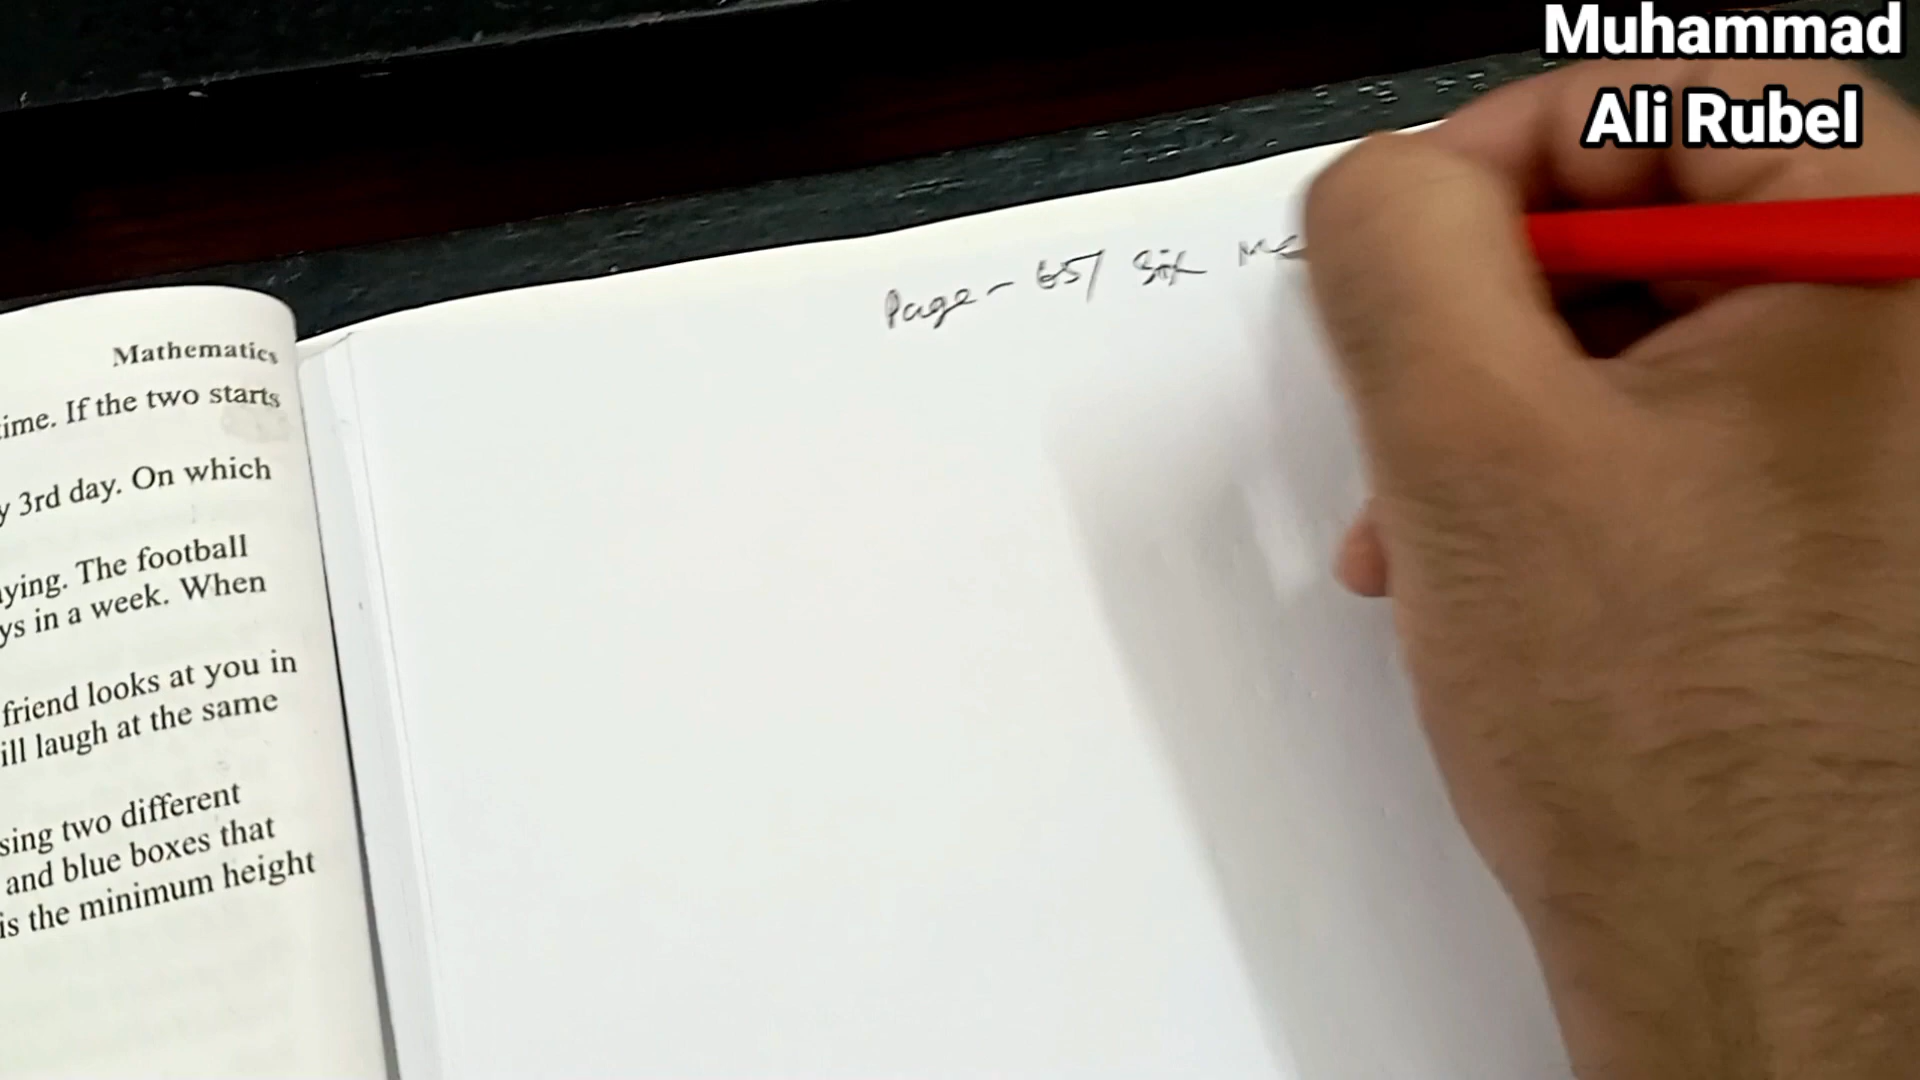 Muhammad
Ali Rubel
Page - 65/ Six
Mathematics
time. If the two starts
y 3rd day. On which
aying. The football
ys in a week. When
friend looks at you in
ill laugh at the same
sing two different
and blue boxes that
is the minimum height